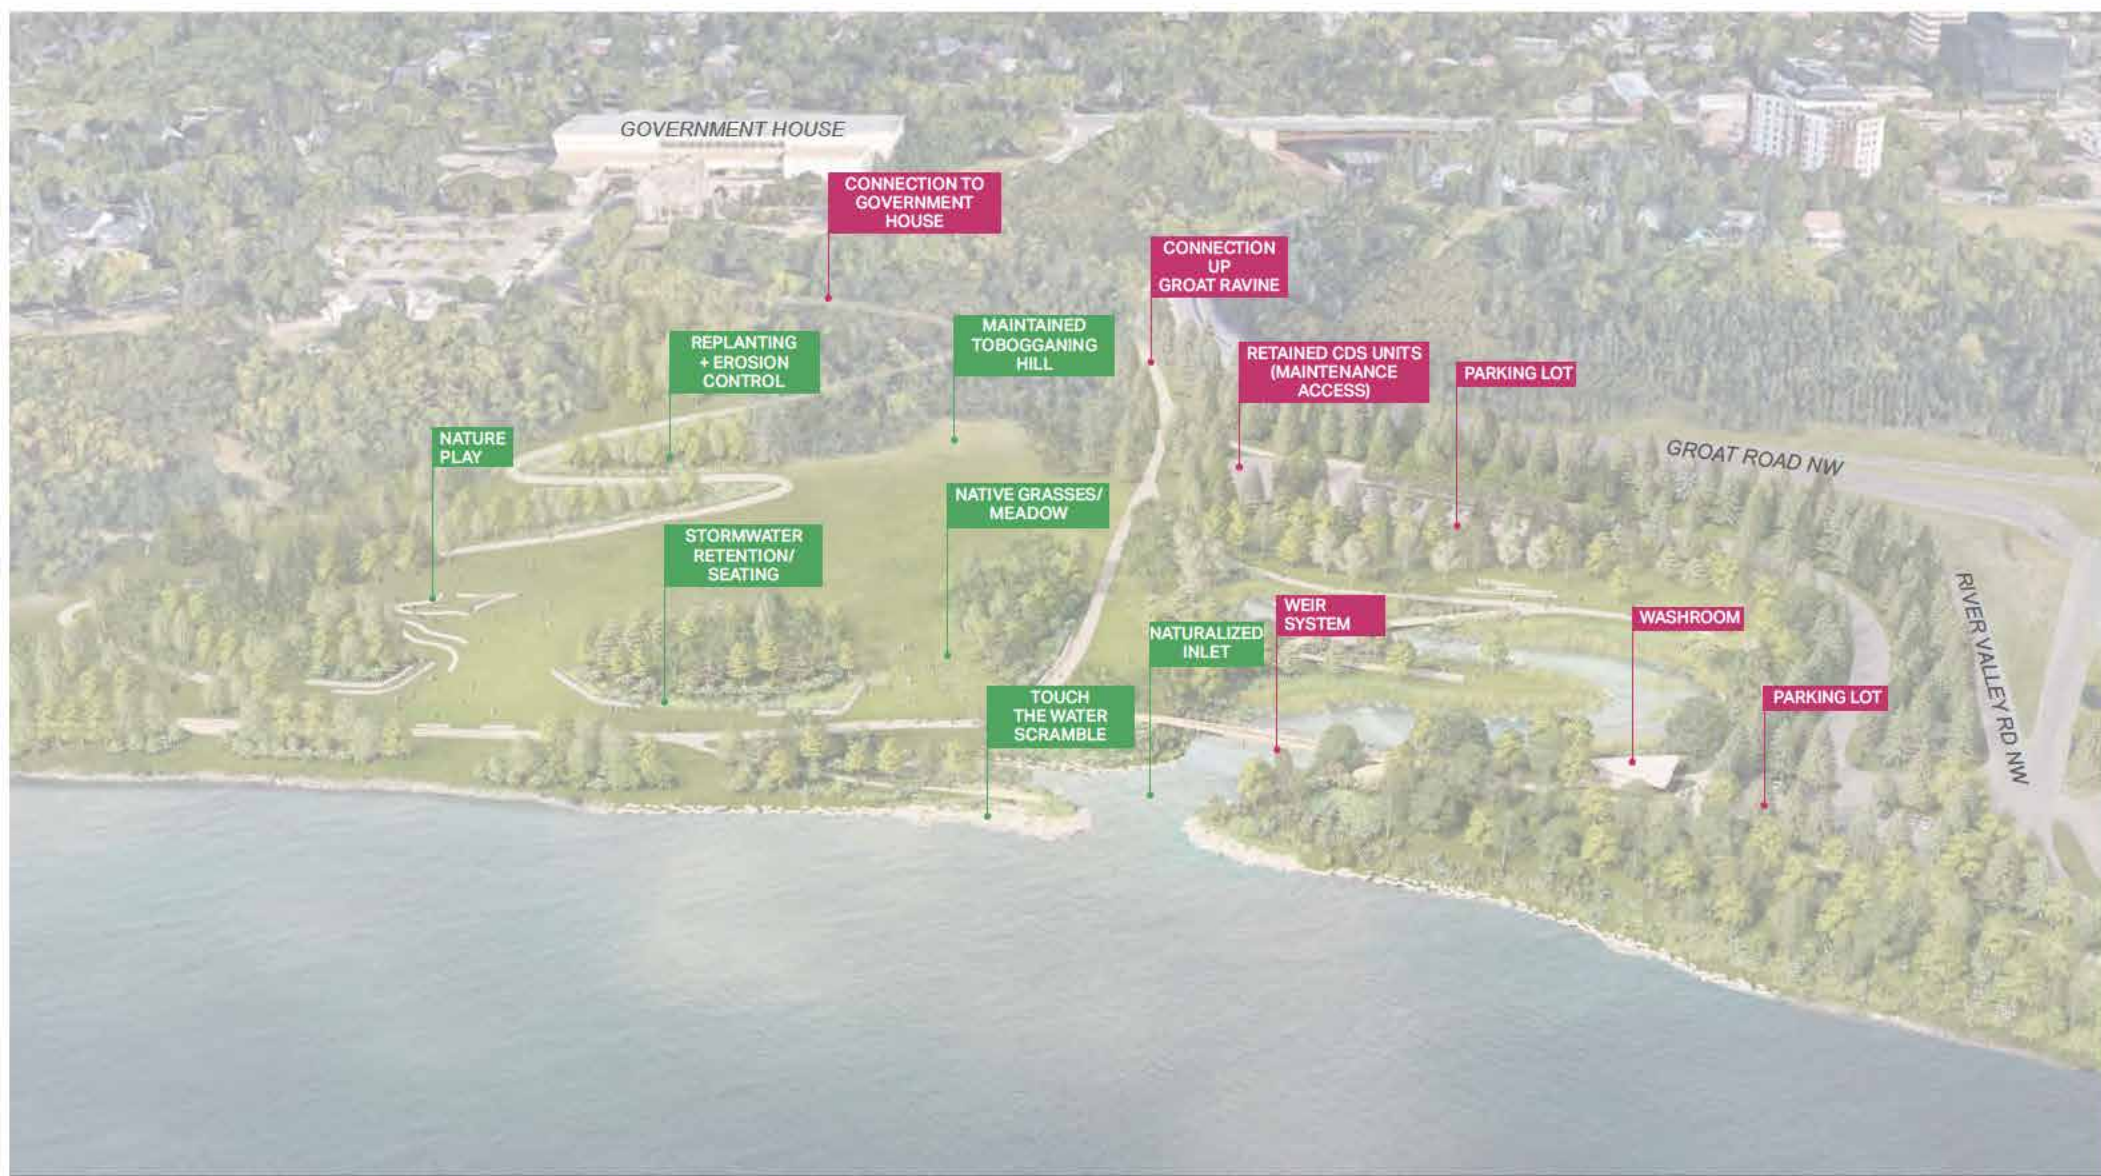 GOVERNMENT HOUSE
CONNECTION TO
GOVERNMENT
HOUSE
CONNECTION
UP
GROAT RAVINE
REPLANTING
+ EROSION
CONTROL
MAINTAINED
TOBOGGANING
HILL
RETAINED CDS UNITS
(MAINTENANCE
ACCESS)
PARKING LOT
NATURE
PLAY
GROAT ROAD NW
NATIVE GRASSES/
MEADOW
STORMWATER
RETENTION/
SEATING
RIVER VALLEY RD NW
WEIR
SYSTEM
WASHROOM
NATURALIZED
INLET
TOUCH
THE WATER
SCRAMBLE
PARKING LOT